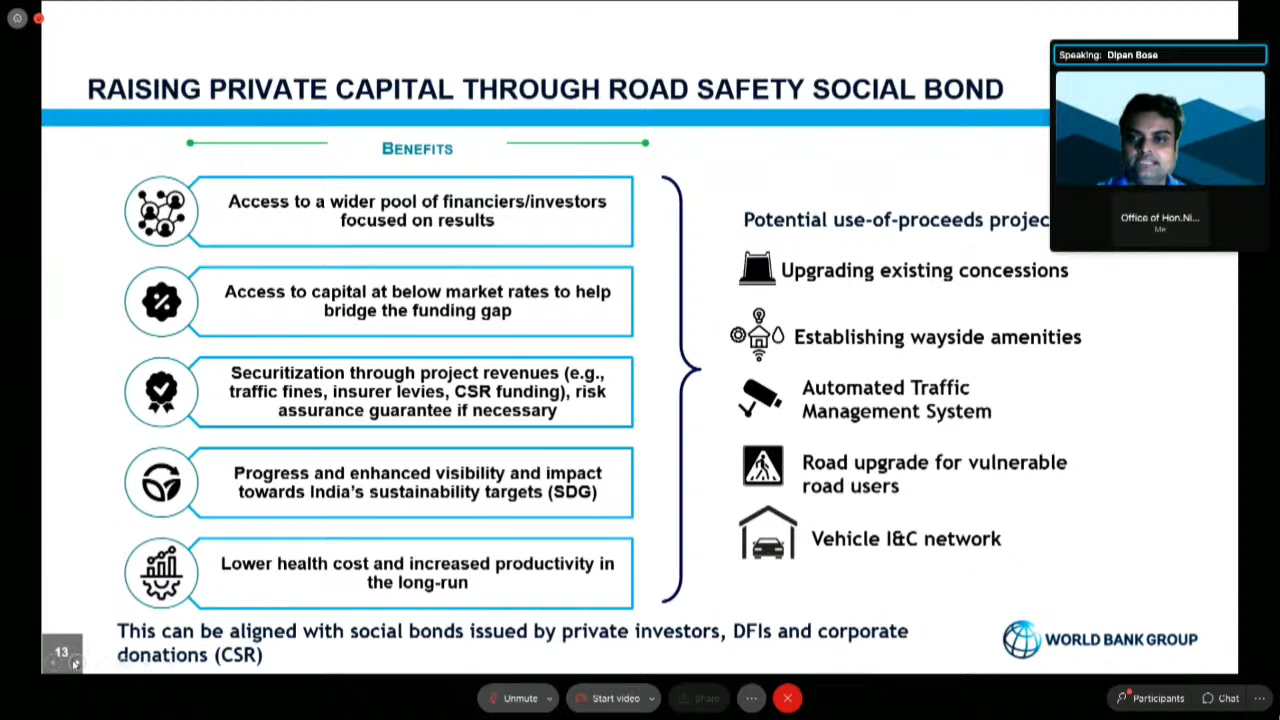 RAISING PRIVATE CAPITAL THROUGH ROAD SAFETY SOCIAL BOND
Speaking: Dipan Bose
Office of Hon.Ni...
Me
BENEFITS
Access to a wider pool of financiers/investors
focused on results
Access to capital at below market rates to help
bridge the funding gap
Securitization through project revenues (e.g.,
traffic fines, insurer levies, CSR funding), risk
assurance guarantee if necessary
Progress and enhanced visibility and impact
towards India's sustainability targets (SDG)
Lower health cost and increased productivity in
the long-run
Potential use-of-proceeds projec
Upgrading existing concessions
Establishing wayside amenities
Automated Traffic
Management System
Road upgrade for vulnerable
road users
Vehicle I&C network
This can be aligned with social bonds issued by private investors, DFIs and corporate
donations (CSR)
13
WORLD BANK GROUP
Unmute
Start video
Share
Participants
Chat